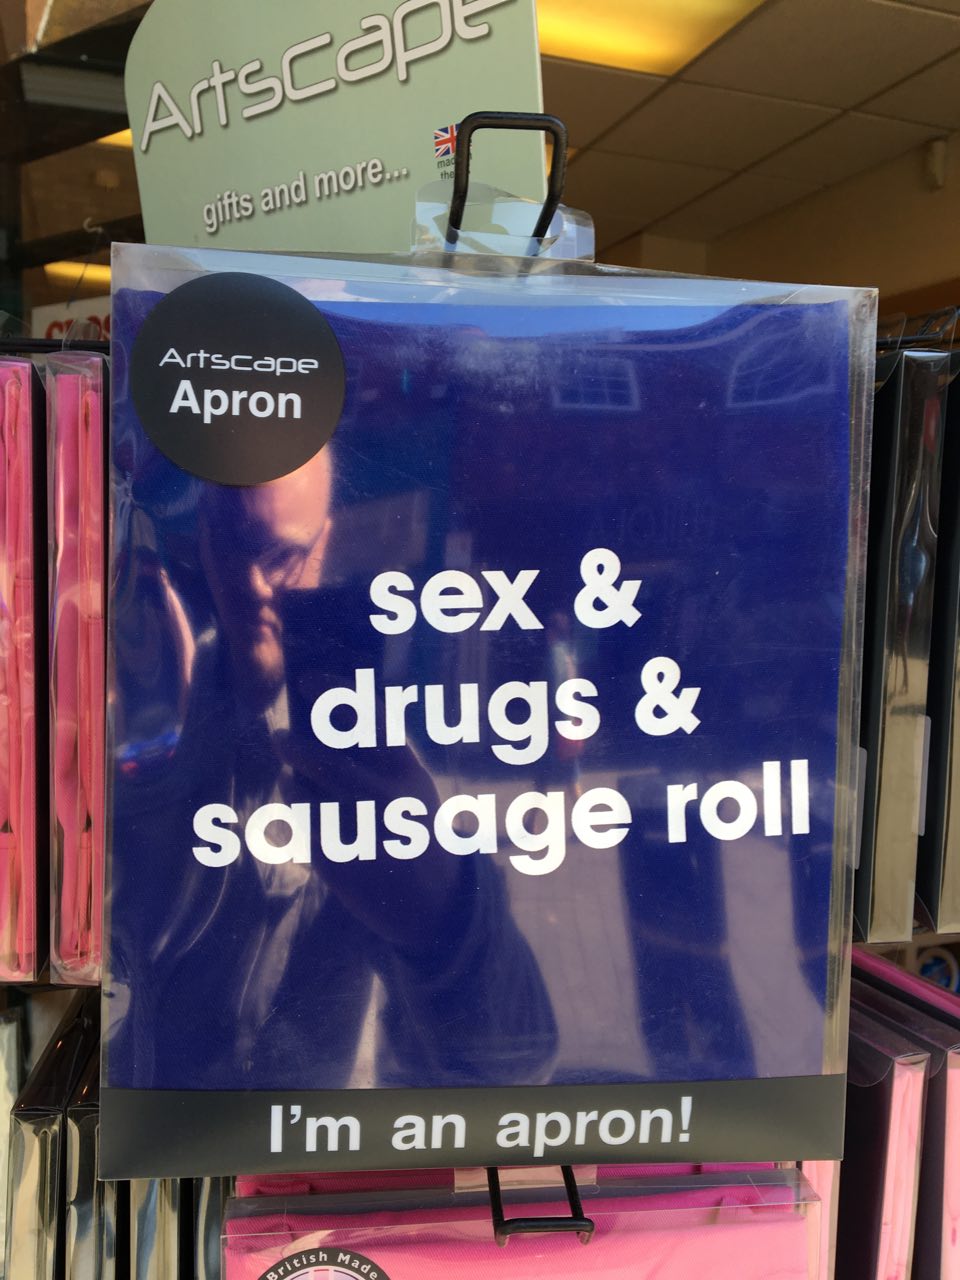 Artscape
gifts and more...
Artscape
Apron
sex &
drugs &
sausage roll
I'm an apron!
British Made